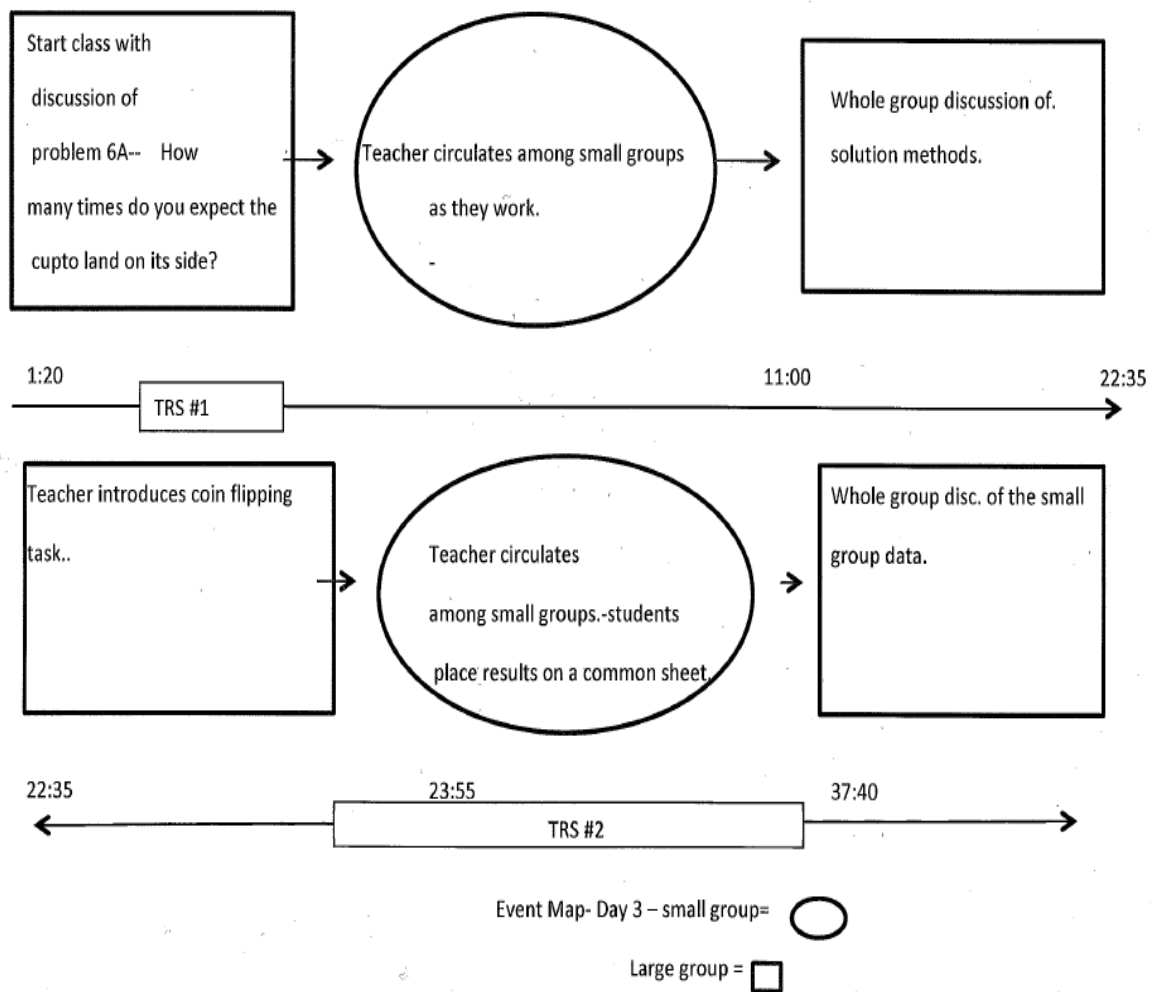 Start class with
discussion of
problem 6A-- How
many times do you expect the
cupto land on its side?
Teacher circulates among small groups
as they work.
-
Whole group discussion of.
solution methods.
1:20
11:00
22:35
TRS #1
Teacher introduces coin flipping
task..
Teacher circulates
among small groups.-students
place results on a common sheet.
Whole group disc. of the small
group data.
22:35
23:55
37:40
TRS #2
Event Map- Day 3 – small group=
Large group =